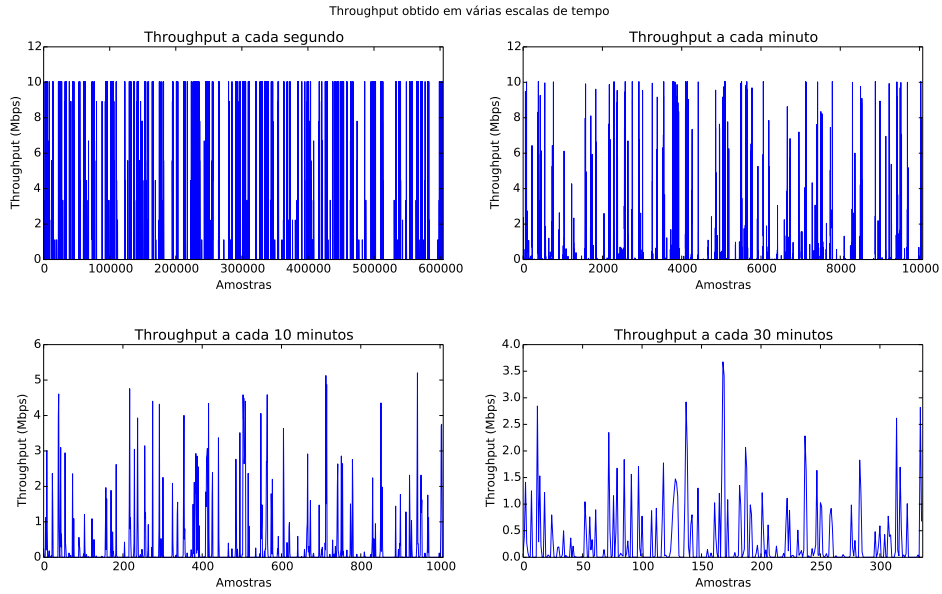 Throughput obtido em várias escalas de tempo
Throughput a cada segundo
Throughput (Mbps)
12
10
8
6
4
2
0
0 100000 200000 300000 400000 500000 600000
Amostras
Throughput a cada minuto
Throughput (Mbps)
12
10
8
6
4
2
0
0 2000 4000 6000 8000 10000
Amostras
Throughput a cada 10 minutos
Throughput (Mbps)
6
5
4
3
2
1
0
0 200 400 600 800 1000
Amostras
Throughput a cada 30 minutos
Throughput (Mbps)
4.0
3.5
3.0
2.5
2.0
1.5
1.0
0.5
0.0
0 50 100 150 200 250 300
Amostras